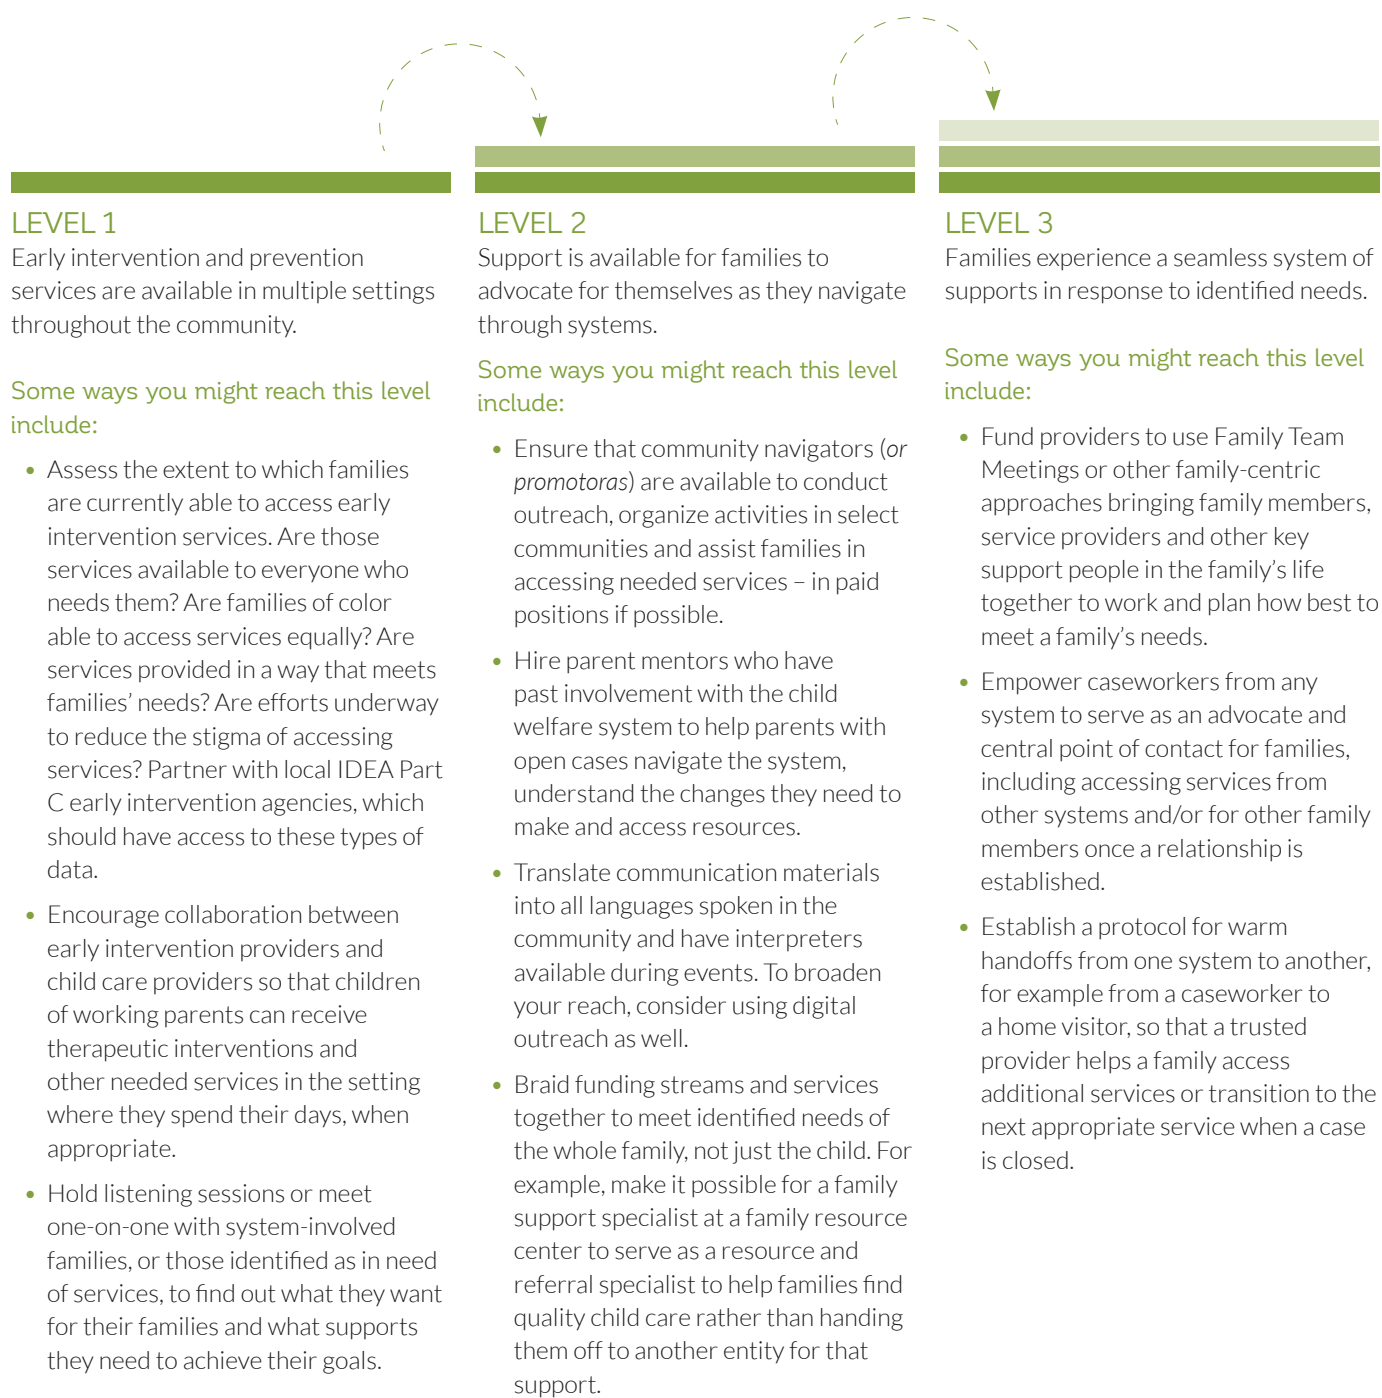 LEVEL 1
Early intervention and prevention
services are available in multiple settings
throughout the community.
Some ways you might reach this level
include:
• Assess the extent to which families
are currently able to access early
intervention services. Are those
services available to everyone who
needs them? Are families of color
able to access services equally? Are
services provided in a way that meets
families’ needs? Are efforts underway
to reduce the stigma of accessing
services? Partner with local IDEA Part
C early intervention agencies, which
should have access to these types of
data.
• Encourage collaboration between
early intervention providers and
child care providers so that children
of working parents can receive
therapeutic interventions and
other needed services in the setting
where they spend their days, when
appropriate.
• Hold listening sessions or meet
one-on-one with system-involved
families, or those identified as in need
of services, to find out what they want
for their families and what supports
they need to achieve their goals.
LEVEL 2
Support is available for families to
advocate for themselves as they navigate
through systems.
Some ways you might reach this level
include:
• Ensure that community navigators (or
promotoras) are available to conduct
outreach, organize activities in select
communities and assist families in
accessing needed services – in paid
positions if possible.
• Hire parent mentors who have
past involvement with the child
welfare system to help parents with
open cases navigate the system,
understand the changes they need to
make and access resources.
• Translate communication materials
into all languages spoken in the
community and have interpreters
available during events. To broaden
your reach, consider using digital
outreach as well.
• Braid funding streams and services
together to meet identified needs of
the whole family, not just the child. For
example, make it possible for a family
support specialist at a family resource
center to serve as a resource and
referral specialist to help families find
quality child care rather than handing
them off to another entity for that
support.
LEVEL 3
Families experience a seamless system of
supports in response to identified needs.
Some ways you might reach this level
include:
• Fund providers to use Family Team
Meetings or other family-centric
approaches bringing family members,
service providers and other key
support people in the family’s life
together to work and plan how best to
meet a family’s needs.
• Empower caseworkers from any
system to serve as an advocate and
central point of contact for families,
including accessing services from
other systems and/or for other family
members once a relationship is
established.
• Establish a protocol for warm
handoffs from one system to another,
for example from a caseworker to
a home visitor, so that a trusted
provider helps a family access
additional services or transition to the
next appropriate service when a case
is closed.